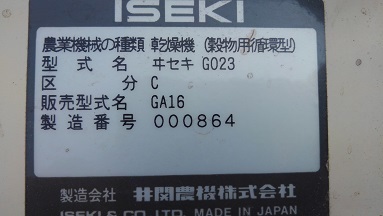 ISEKI
農業機械の種類 乾燥機(穀物用循環型)
型式名 ヰセキ GO23
区分 C
販売型式名 GA16
製造番号 000864
製造会社 井関農機株式会社
ISEKI & CO.,LTD. MADE IN JAPAN